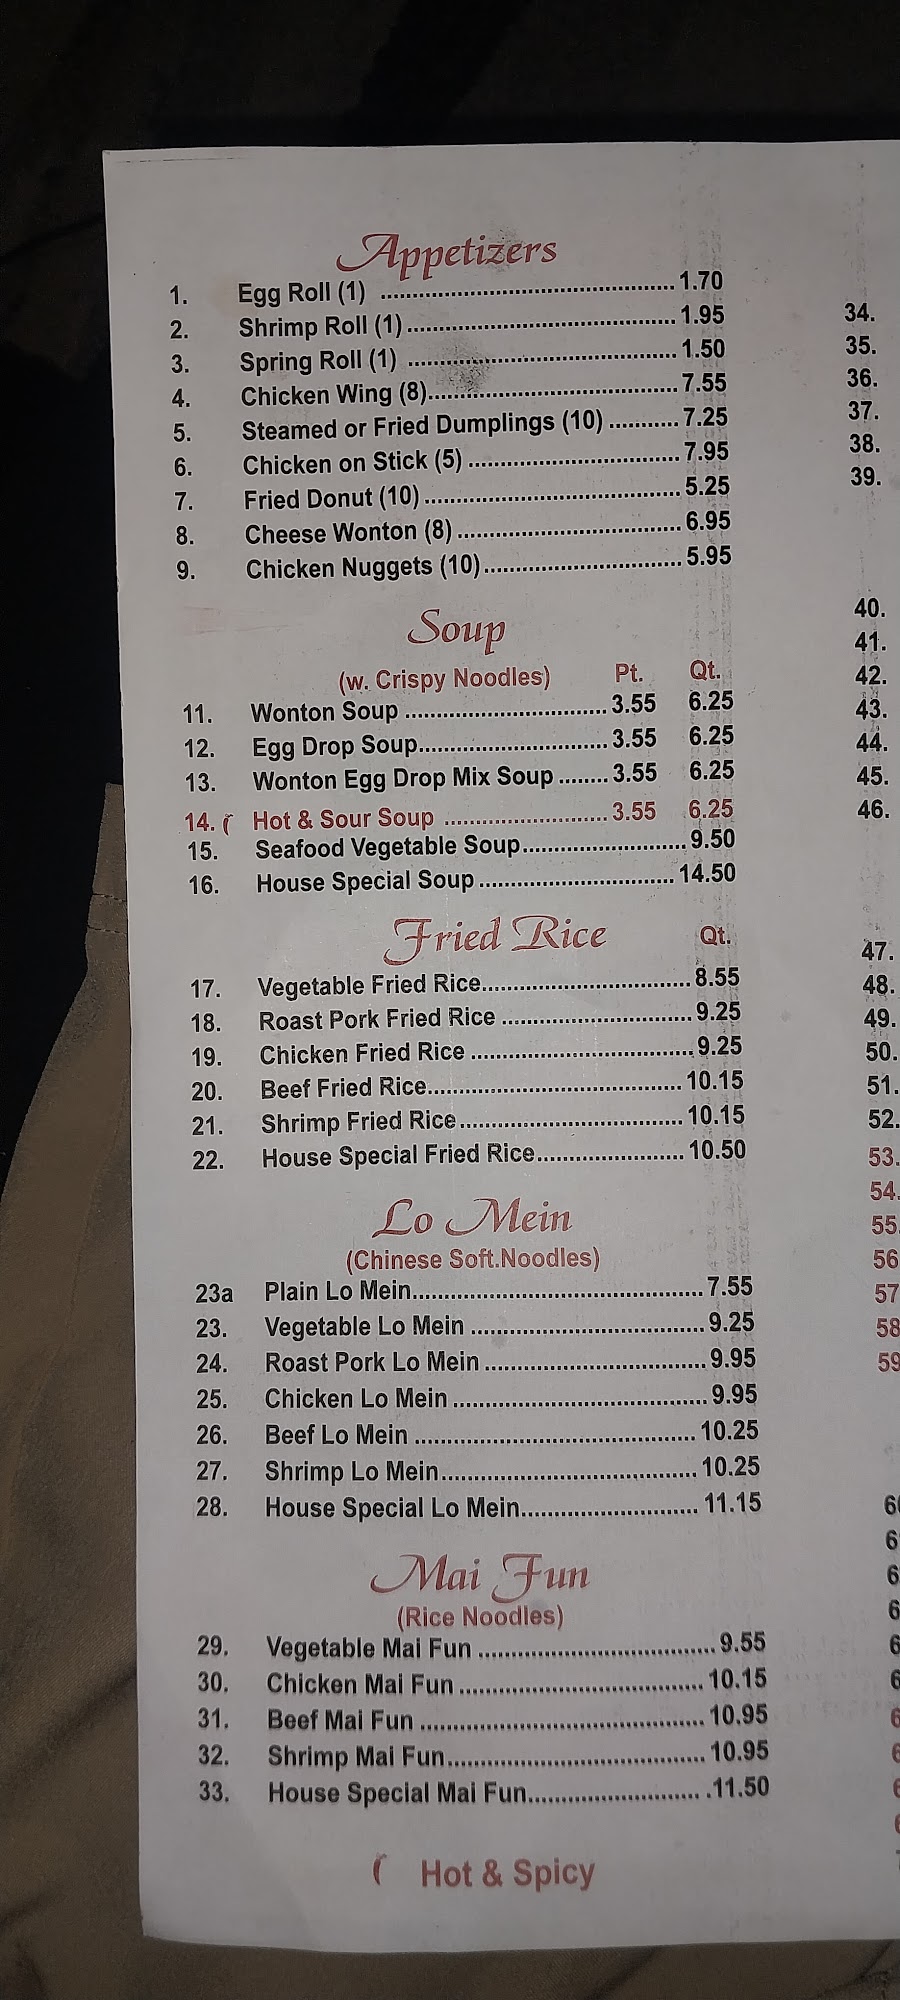 Appetizers
1. Egg Roll (1) 1.70
2. Shrimp Roll (1) 1.95
3. Spring Roll (1) 1.50
4. Chicken Wing (8) 7.55
5. Steamed or Fried Dumplings (10) 7.25
6. Chicken on Stick (5) 7.95
7. Fried Donut (10) 5.25
8. Cheese Wonton (8) 6.95
9. Chicken Nuggets (10) 5.95
Soup
(w. Crispy Noodles) Pt. Qt.
11. Wonton Soup 3.55 6.25
12. Egg Drop Soup 3.55 6.25
13. Wonton Egg Drop Mix Soup 3.55 6.25
14. Hot & Sour Soup 3.55 6.25
15. Seafood Vegetable Soup 9.50
16. House Special Soup 14.50
Fried Rice Qt.
17. Vegetable Fried Rice 8.55
18. Roast Pork Fried Rice 9.25
19. Chicken Fried Rice 9.25
20. Beef Fried Rice 10.15
21. Shrimp Fried Rice 10.15
22. House Special Fried Rice 10.50
Lo Mein
(Chinese Soft.Noodles)
23a Plain Lo Mein 7.55
23. Vegetable Lo Mein 9.25
24. Roast Pork Lo Mein 9.95
25. Chicken Lo Mein 9.95
26. Beef Lo Mein 10.25
27. Shrimp Lo Mein 10.25
28. House Special Lo Mein 11.15
Mai Fun
(Rice Noodles)
29. Vegetable Mai Fun 9.55
30. Chicken Mai Fun 10.15
31. Beef Mai Fun 10.95
32. Shrimp Mai Fun 10.95
33. House Special Mai Fun .11.50
Hot & Spicy
34.
35.
36.
37.
38.
39.
40.
41.
42.
43.
44.
45.
46.
47.
48.
49.
50.
51.
52.
53.
54.
55
56
57
58
59